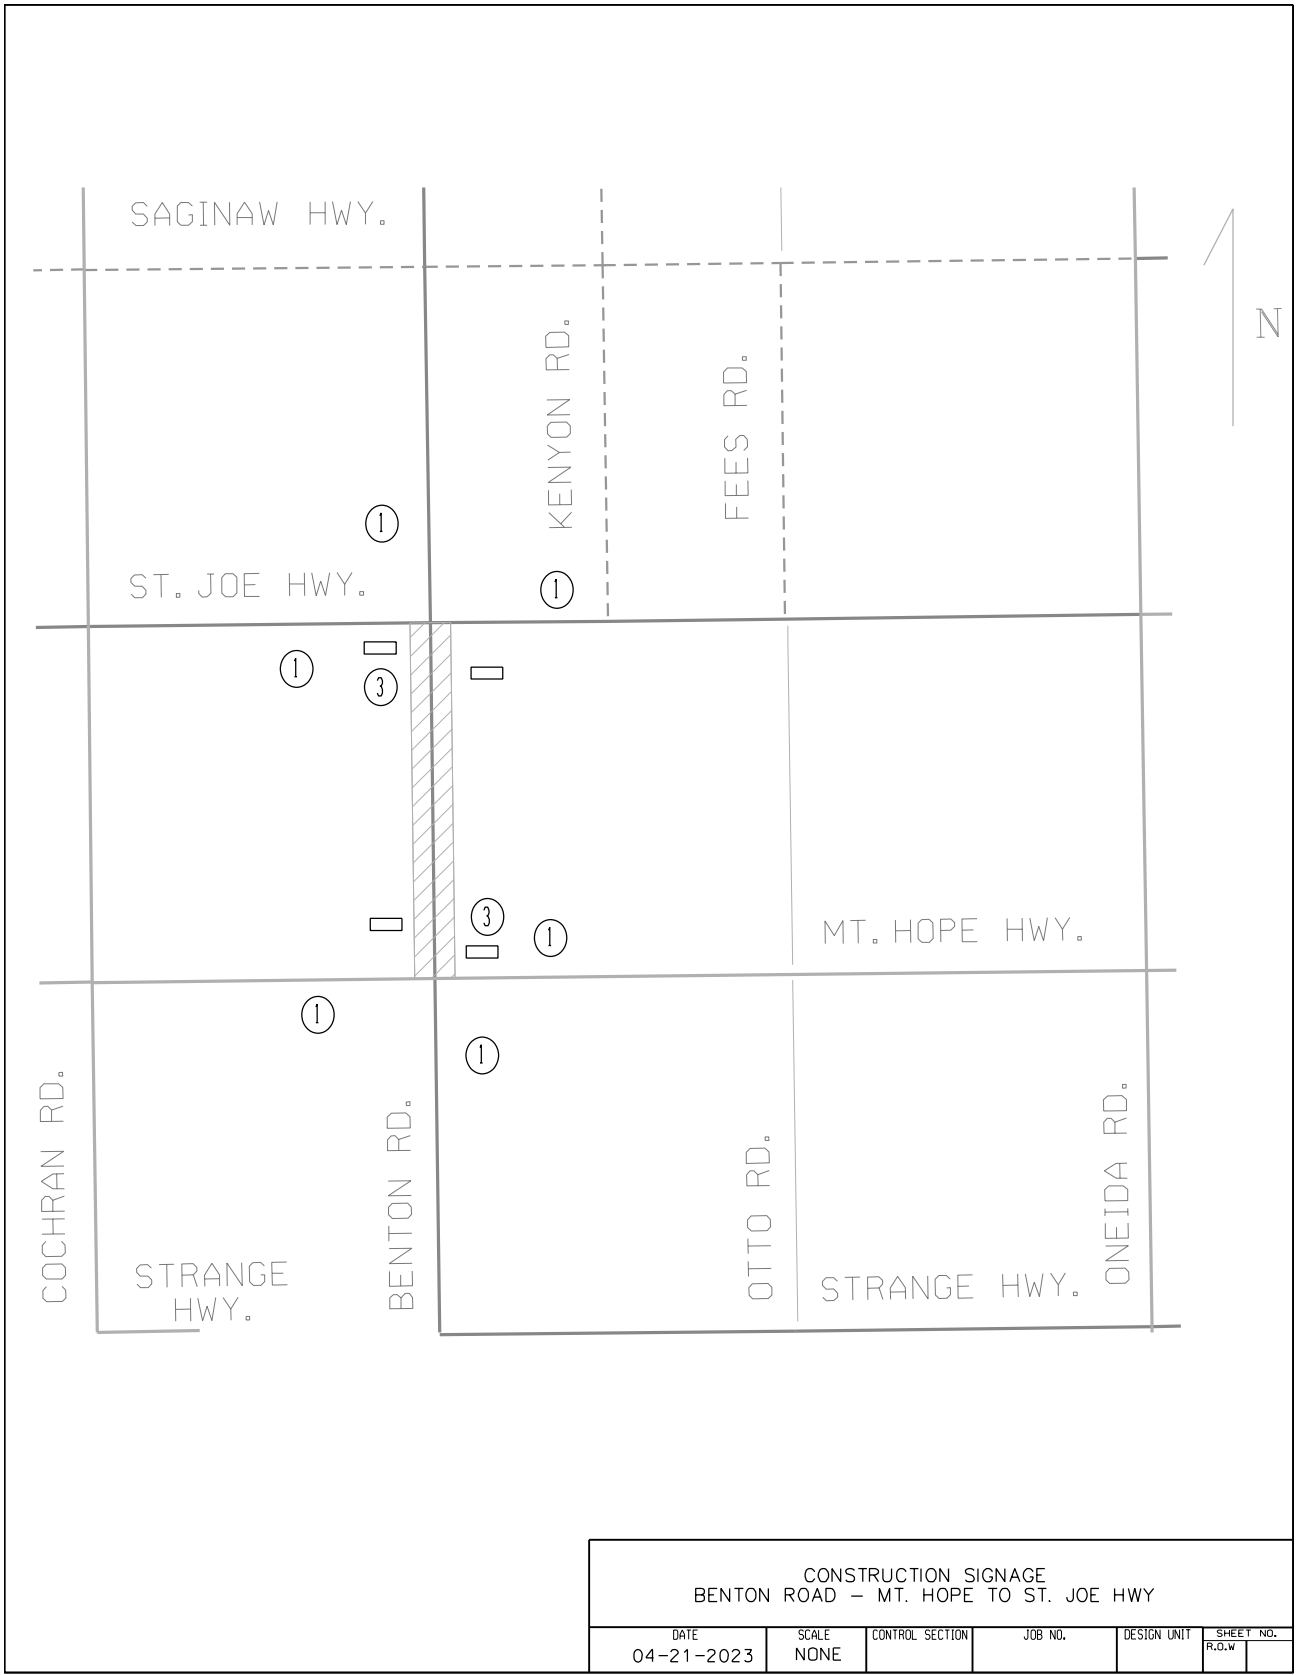 SAGINAW HWY.
N
KENYON RD.
FEES RD.
1
ST. JOE HWY.
1
1
3
3
1
MT. HOPE HWY.
1
1
COCHRAN RD.
BENTON RD.
OTTO RD.
ONEIDA RD.
STRANGE
HWY.
STRANGE HWY.
CONSTRUCTION SIGNAGE
BENTON ROAD – MT. HOPE TO ST. JOE HWY
DATE
04-21-2023
SCALE
NONE
CONTROL SECTION
JOB NO.
DESIGN UNIT
SHEET NO.
R.O.W